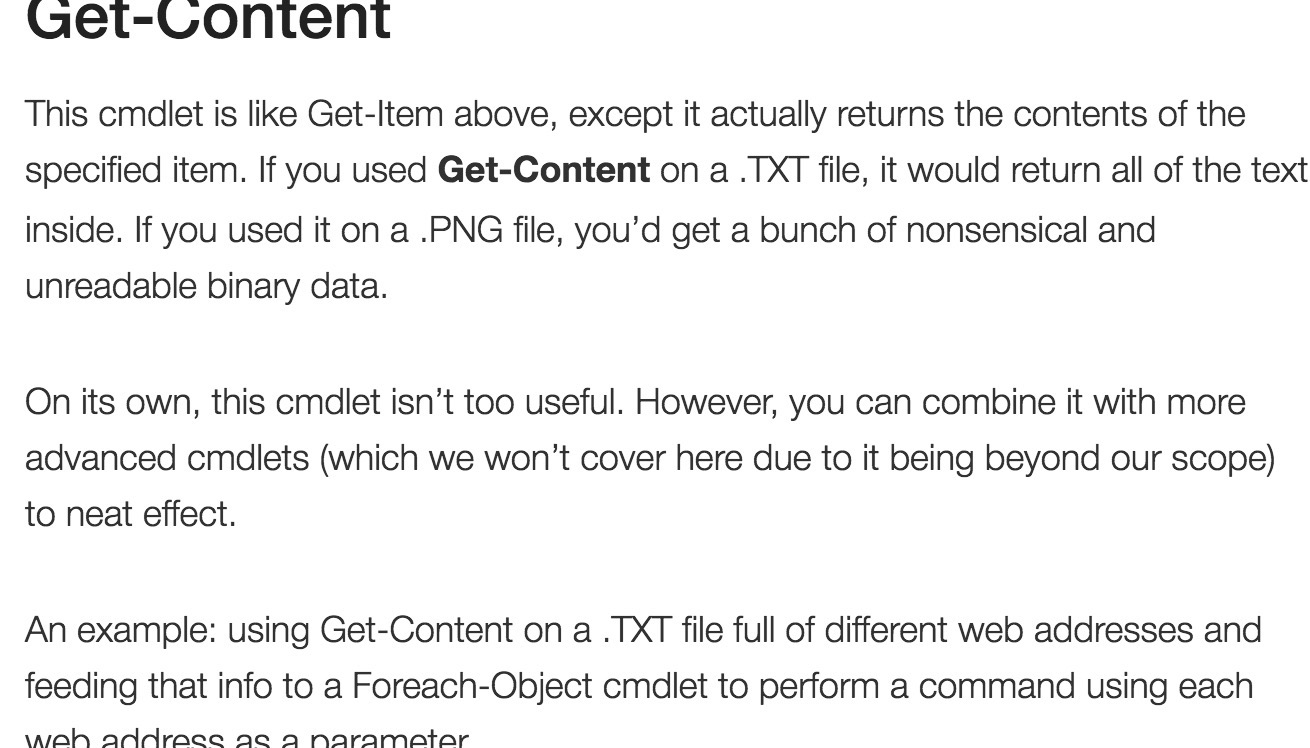 Get-Content
This cmdlet is like Get-Item above, except it actually returns the contents of the
specified item. If you used Get-Content on a .TXT file, it would return all of the text
inside. If you used it on a .PNG file, you’d get a bunch of nonsensical and
unreadable binary data.
On its own, this cmdlet isn’t too useful. However, you can combine it with more
advanced cmdlets (which we won’t cover here due to it being beyond our scope)
to neat effect.
An example: using Get-Content on a .TXT file full of different web addresses and
feeding that info to a Foreach-Object cmdlet to perform a command using each
web address as a parameter